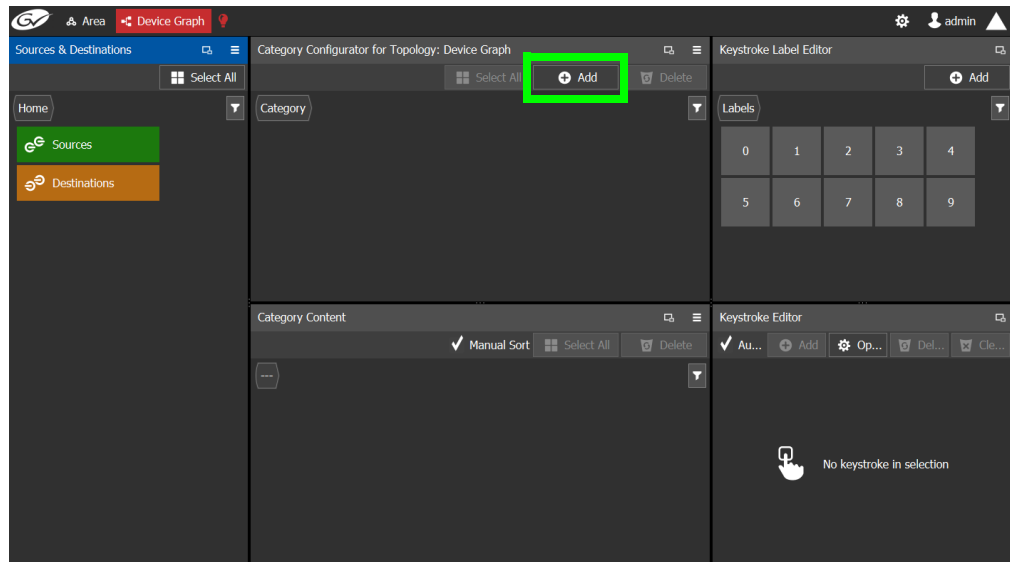 GV Area Device Graph admin
Sources & Destinations
Select All
Home
Sources
Destinations
Category Configurator for Topology: Device Graph
Select All Add Delete
Category
Category Content
Manual Sort Select All Delete
---
Keystroke Label Editor
Add
Labels
0 1 2 3 4
5 6 7 8 9
Keystroke Editor
Au... Add Op... Del... Cle...
No keystroke in selection